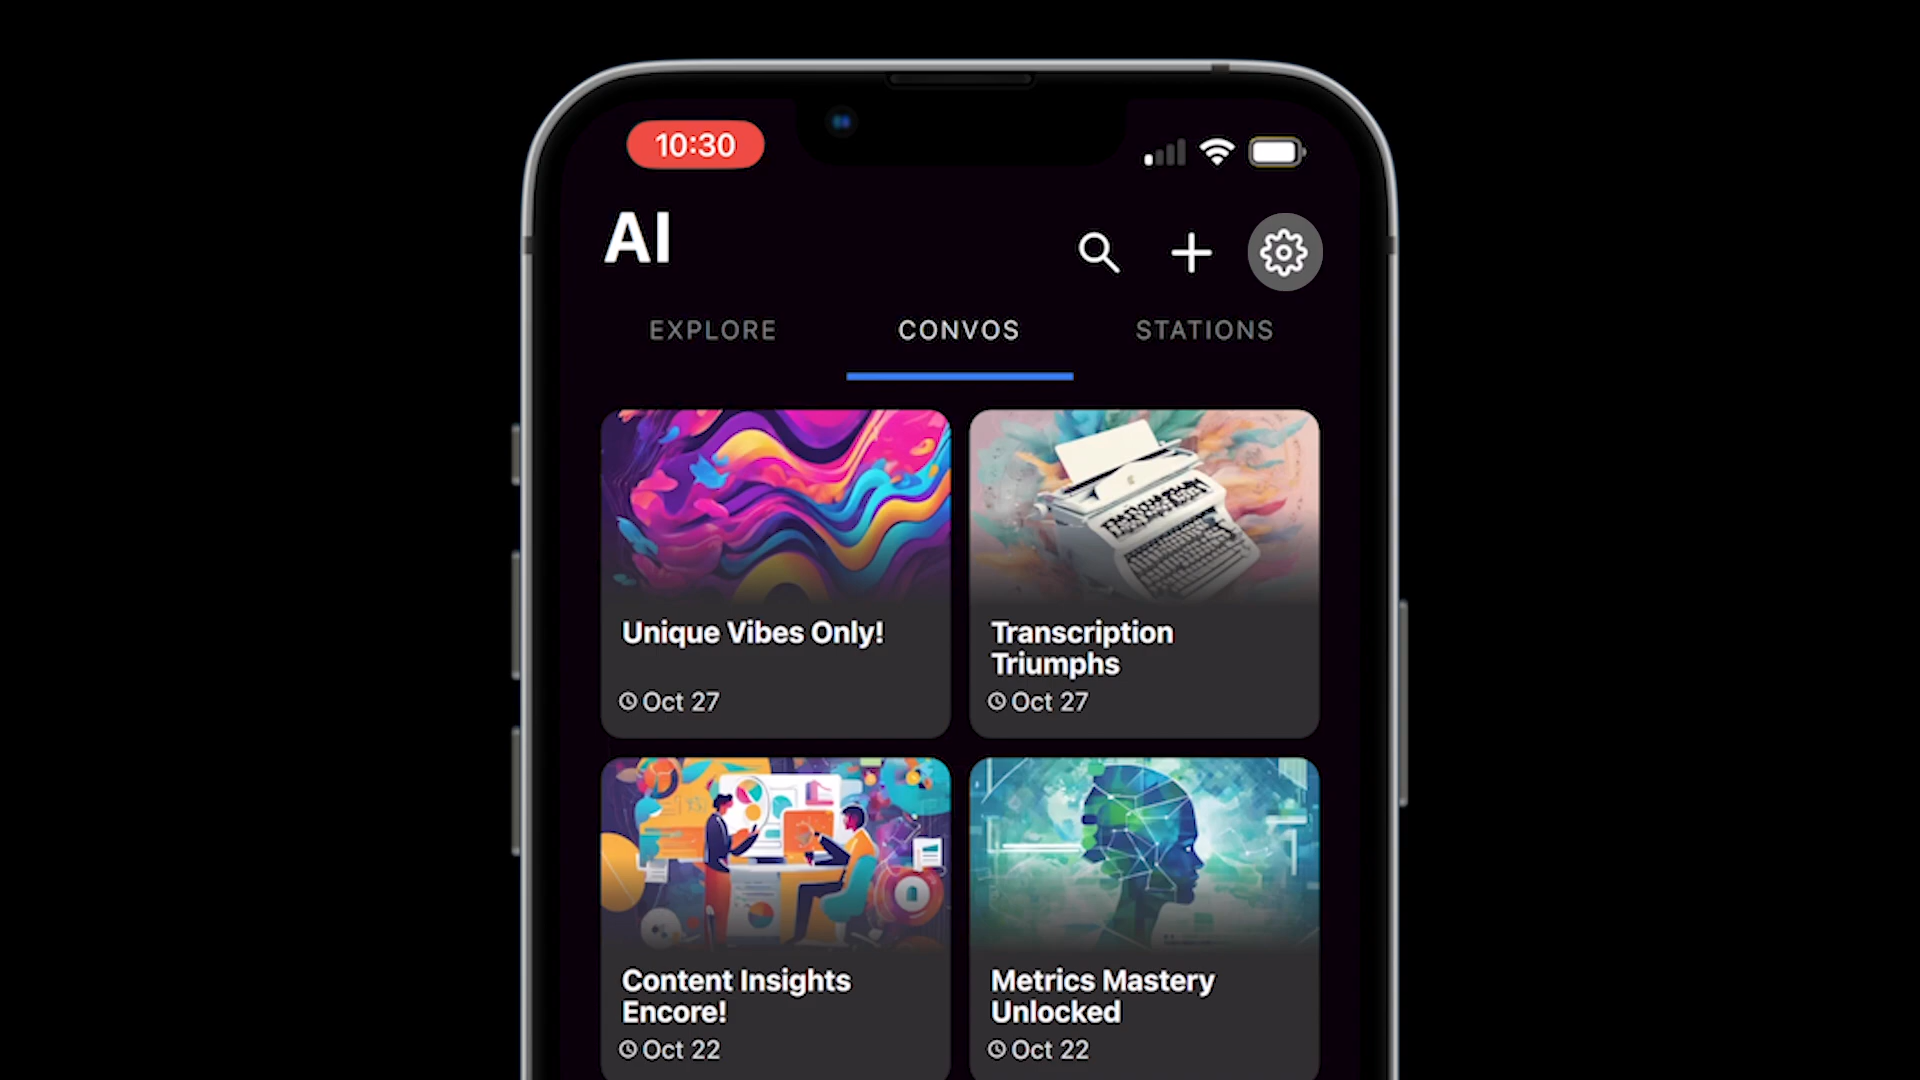 10:30
AI
EXPLORE
CONVOS
STATIONS
Unique Vibes Only!
Oct 27
Transcription
Triumphs
Oct 27
Content Insights
Encore!
Oct 22
Metrics Mastery
Unlocked
Oct 22